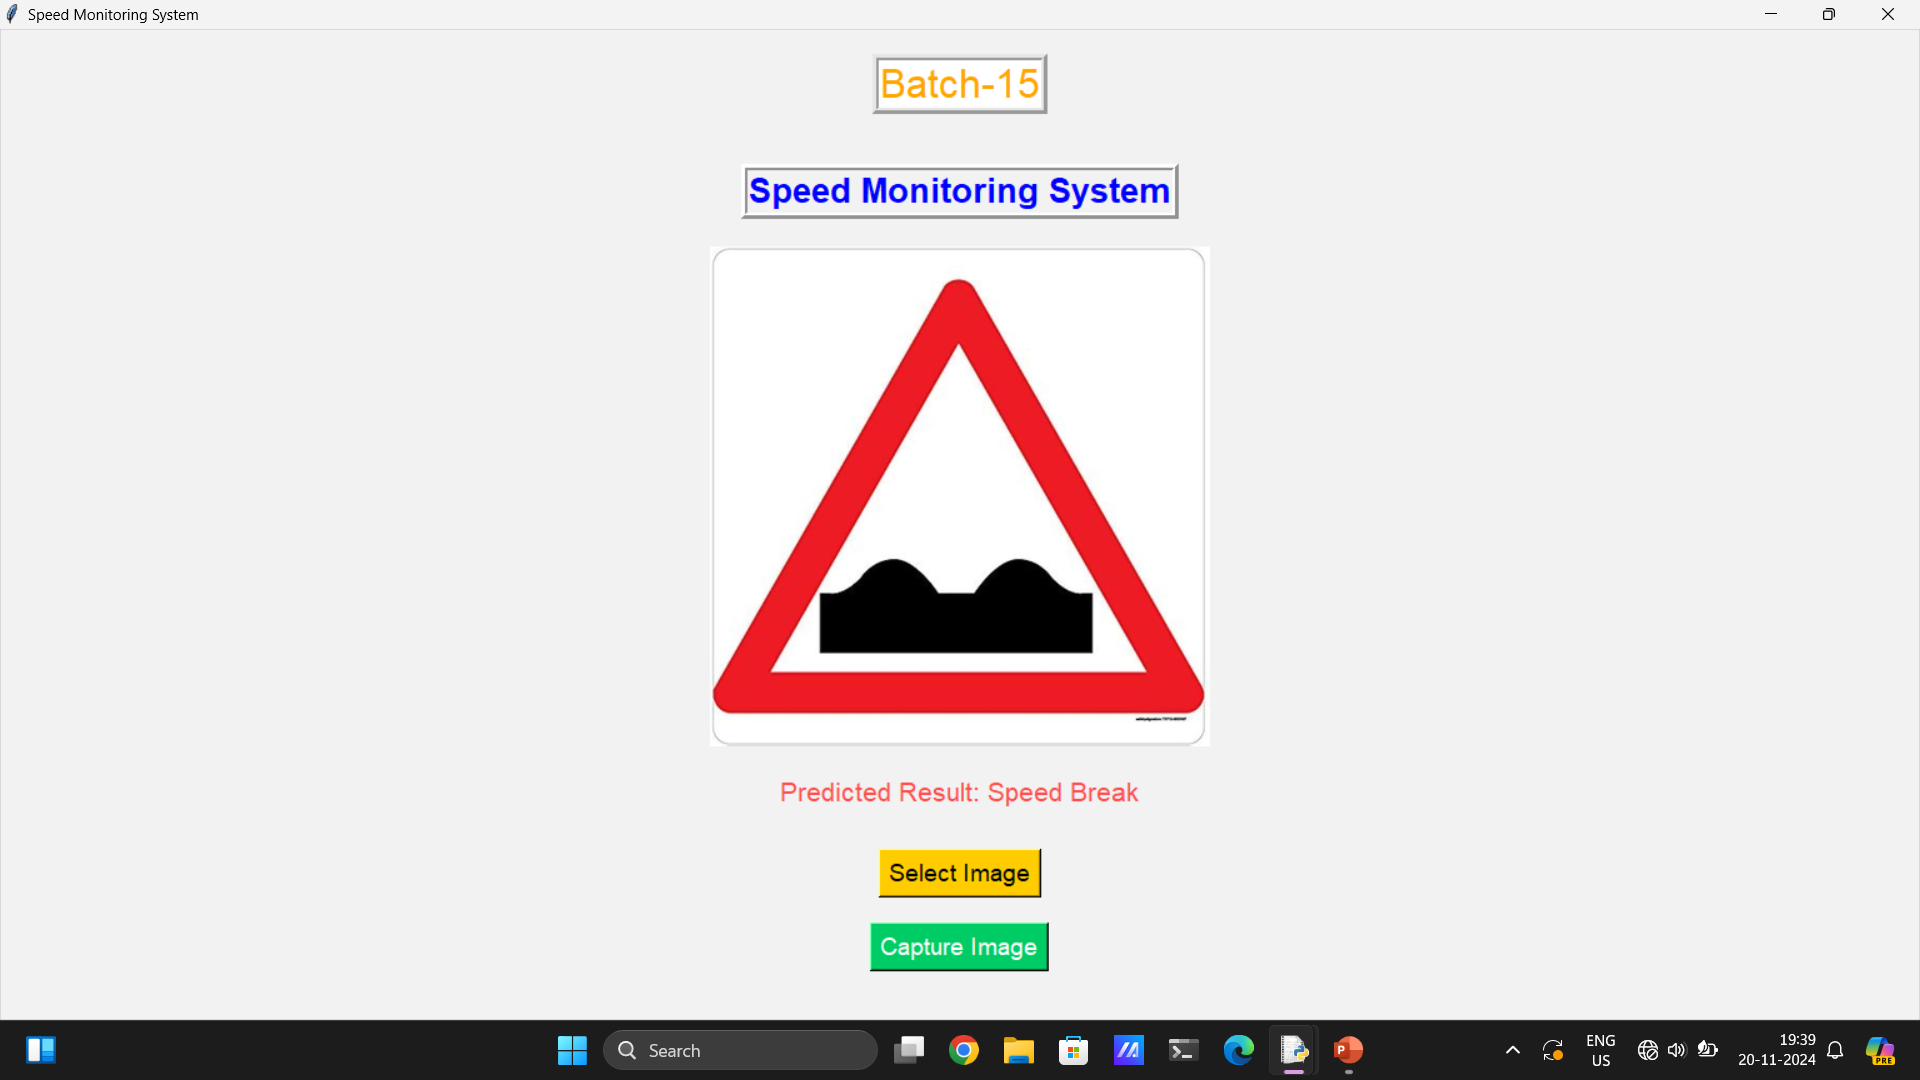 Speed Monitoring System
Batch-15
Speed Monitoring System
Predicted Result: Speed Break
Select Image
Capture Image
Search
ENG
US
19:39
20-11-2024
PRE